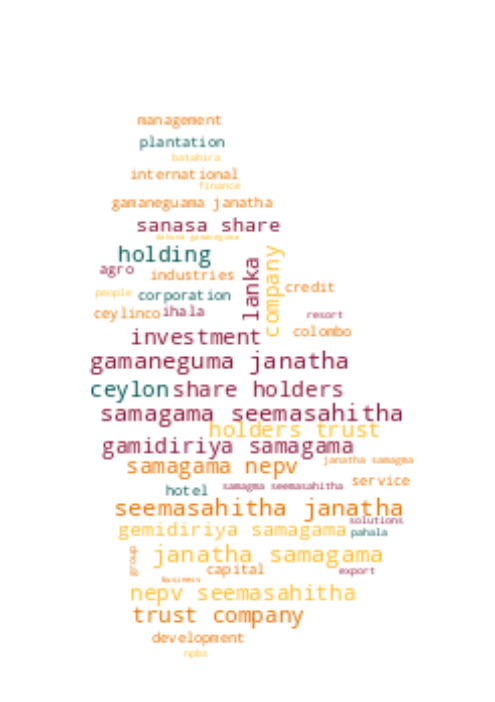 management
plantation
batahira
international
finance
gamaneguama janatha
sanasa share
holding
agro industries
lanka
company
people corporation
credit
ceylinco ihala
resort
investment
colombo
gamaneguma janatha
ceylon share holders
samagama seemasahitha
holders trust
gamidiriya samagama
samagama nepv
janatha samagma
hotel
samagma seemasahitha
service
seemasahitha janatha
solutions
gemidiriya samagama
pahala
group
janatha samagama
capital
export
business
nepv seemasahitha
trust company
development